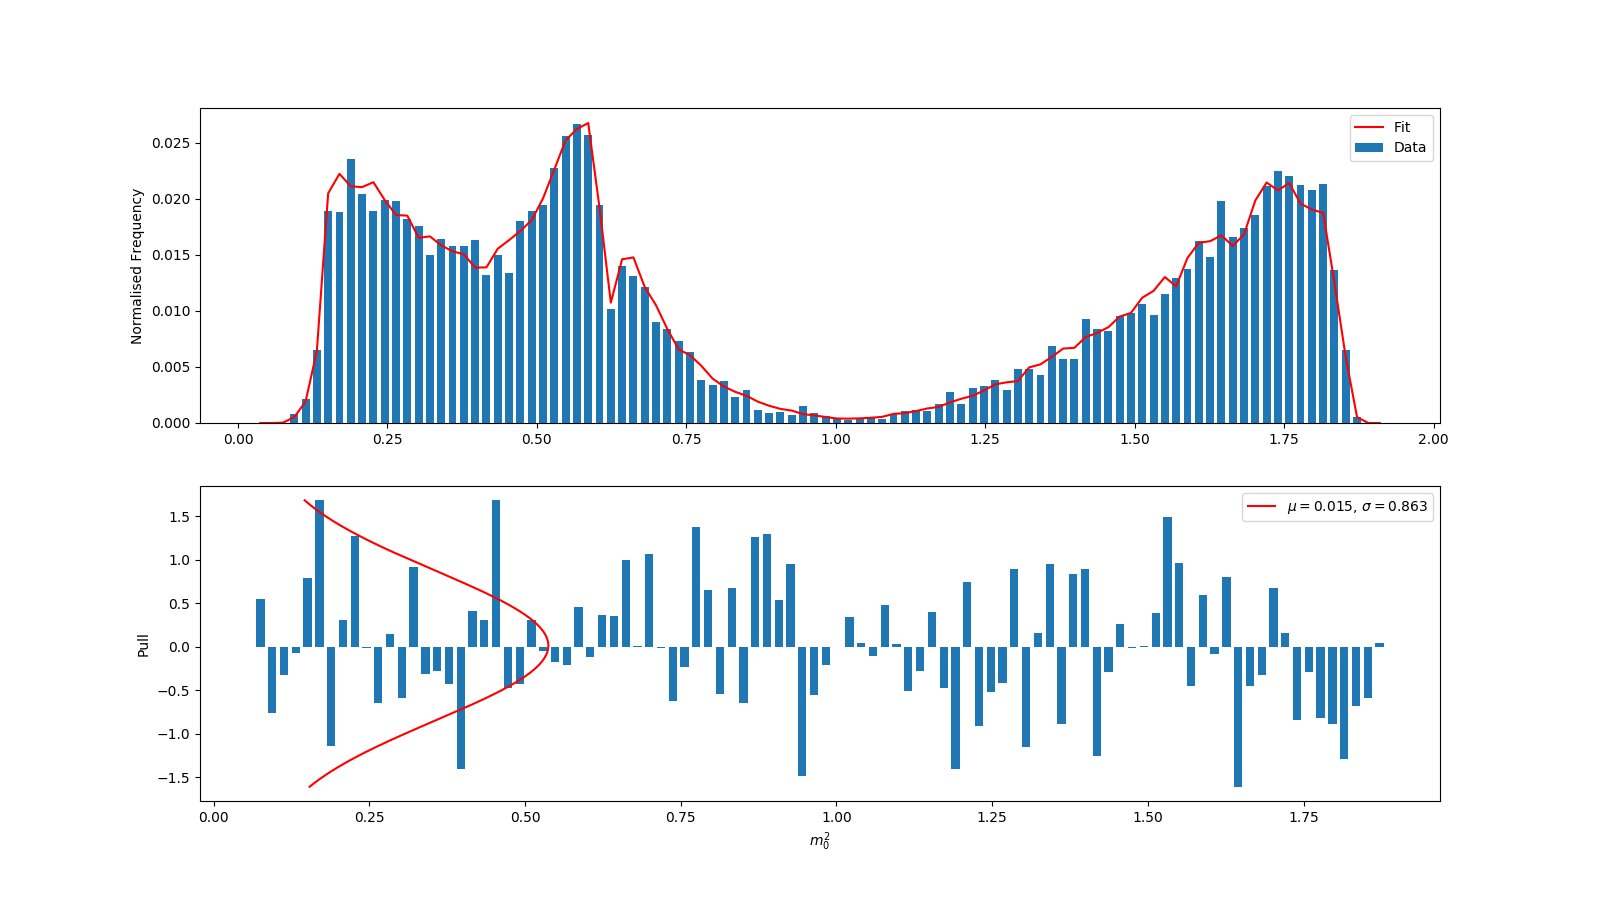 Normalised Frequency
0.025
0.020
0.015
0.010
0.005
0.000
Fit
Data
0.00 0.25 0.50 0.75 1.00 1.25 1.50 1.75 2.00
Pull
1.5
1.0
0.5
0.0
−0.5
−1.0
−1.5
μ = 0.015, σ = 0.863
0.00 0.25 0.50 0.75 1.00 1.25 1.50 1.75
m₀²